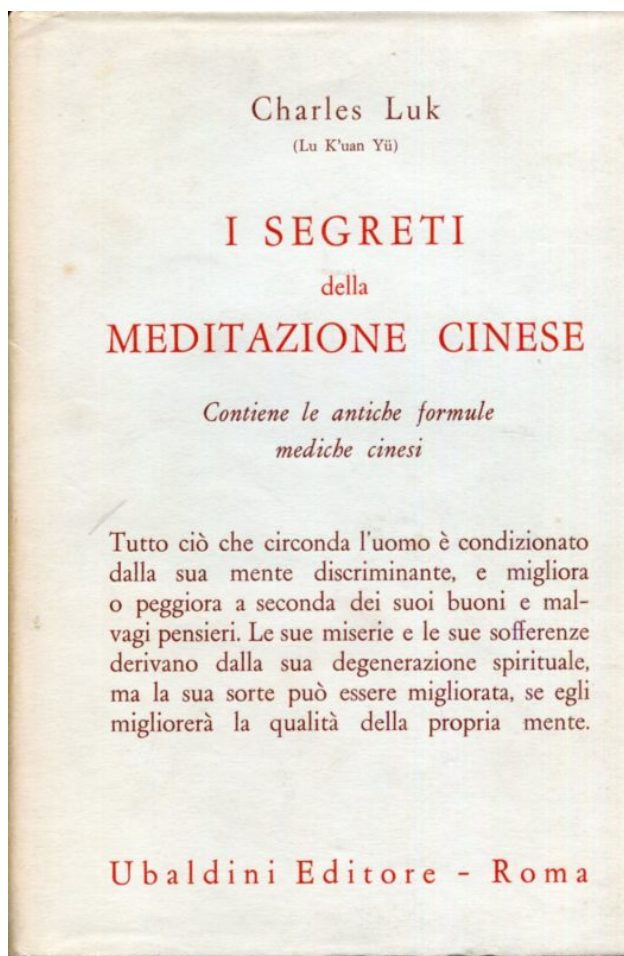 Charles Luk
(Lu K'uan Yü)
I SEGRETI
della
MEDITAZIONE CINESE
Contiene le antiche formule
mediche cinesi
Tutto ciò che circonda l'uomo è condizionato
dalla sua mente discriminante, e migliora
o peggiora a seconda dei suoi buoni e mal-
vagi pensieri. Le sue miserie e le sue sofferenze
derivano dalla sua degenerazione spirituale,
ma la sua sorte può essere migliorata, se egli
migliorerà la qualità della propria mente.
Ubaldini Editore - Roma